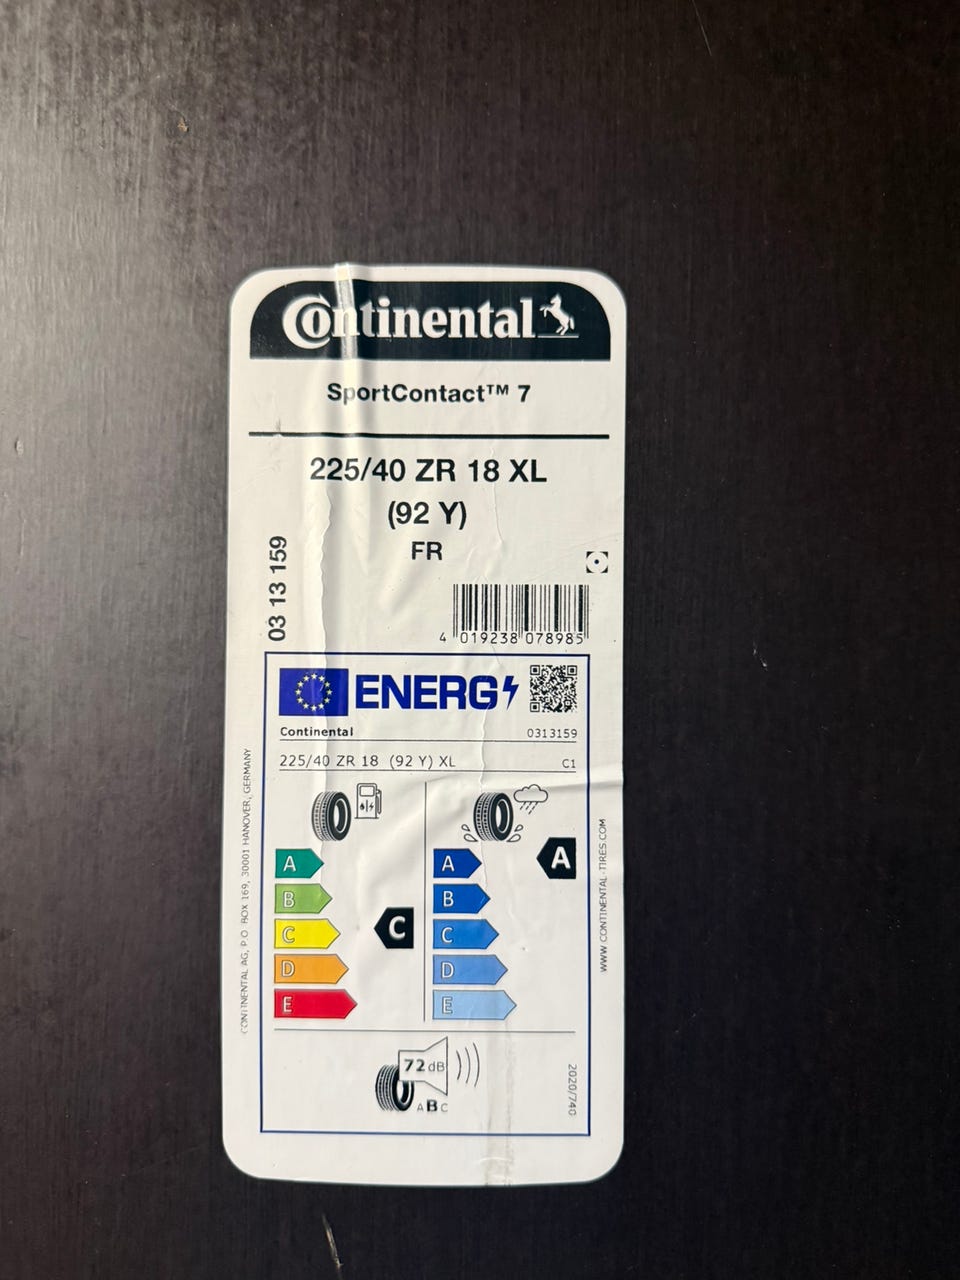 Continental
SportContact™ 7
225/40 ZR 18 XL
(92 Y)
FR
03 13 159
4 019238 078985
ENERG
Continental 0313159
225/40 ZR 18 (92 Y) XL C1
A A A
B B
C C C
D D
E E
72 dB
ABC
2020/740
CONTINENTAL AG, P.O. BOX 169, 30001 HANOVER, GERMANY
WWW.CONTINENTAL-TIRES.COM